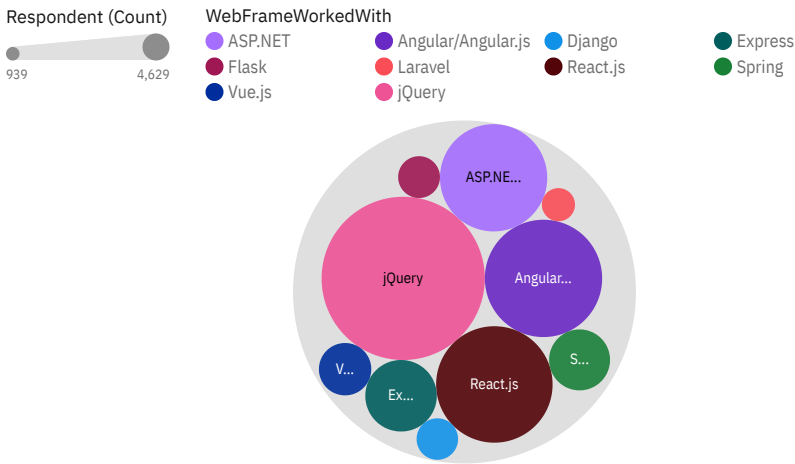 Respondent (Count)
939
4,629
WebFrameWorkedWith
ASP.NET
Angular/Angular.js
Django
Express
Flask
Laravel
React.js
Spring
Vue.js
jQuery
ASP.NE...
jQuery
Angular...
S...
V...
Ex...
React.js